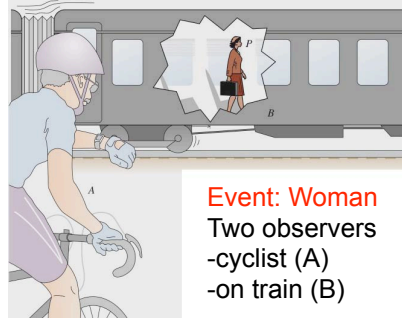 P
B
A
Event: Woman
Two observers
-cyclist (A)
-on train (B)